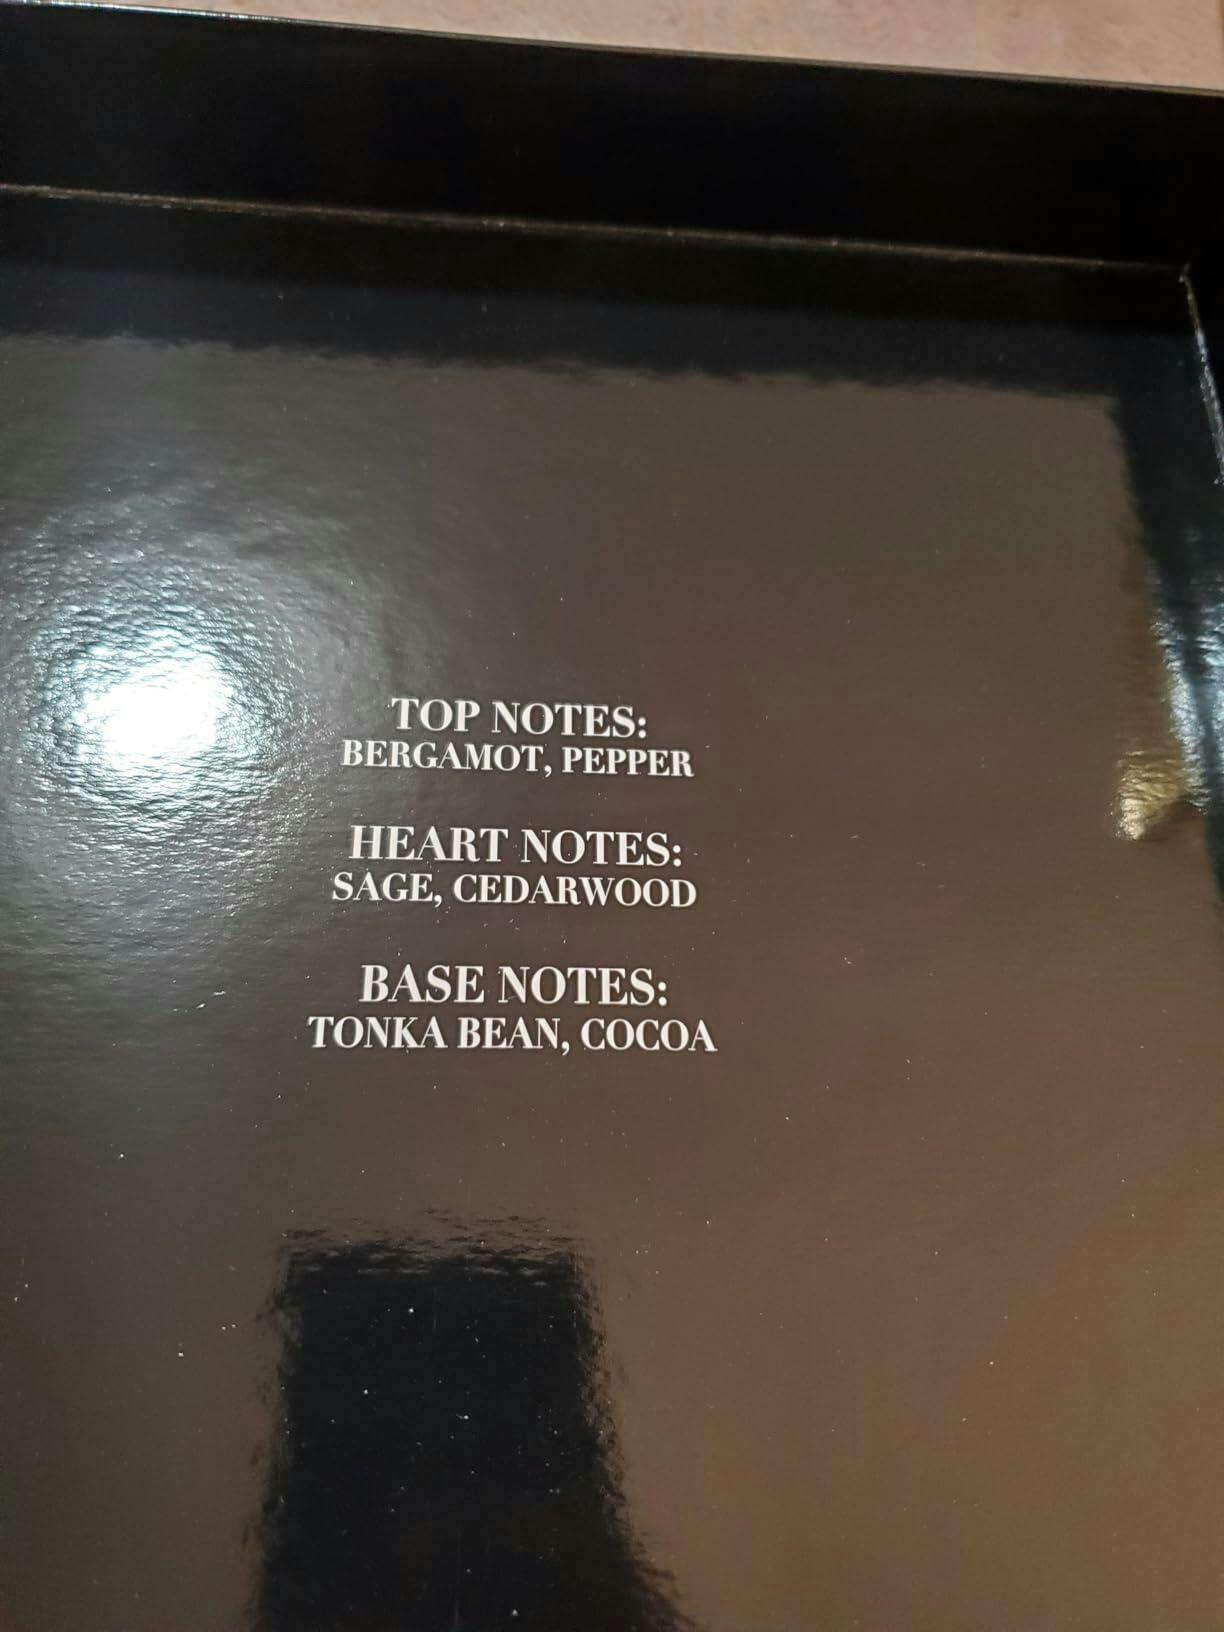 TOP NOTES:
BERGAMOT, PEPPER
HEART NOTES:
SAGE, CEDARWOOD
BASE NOTES:
TONKA BEAN, COCOA